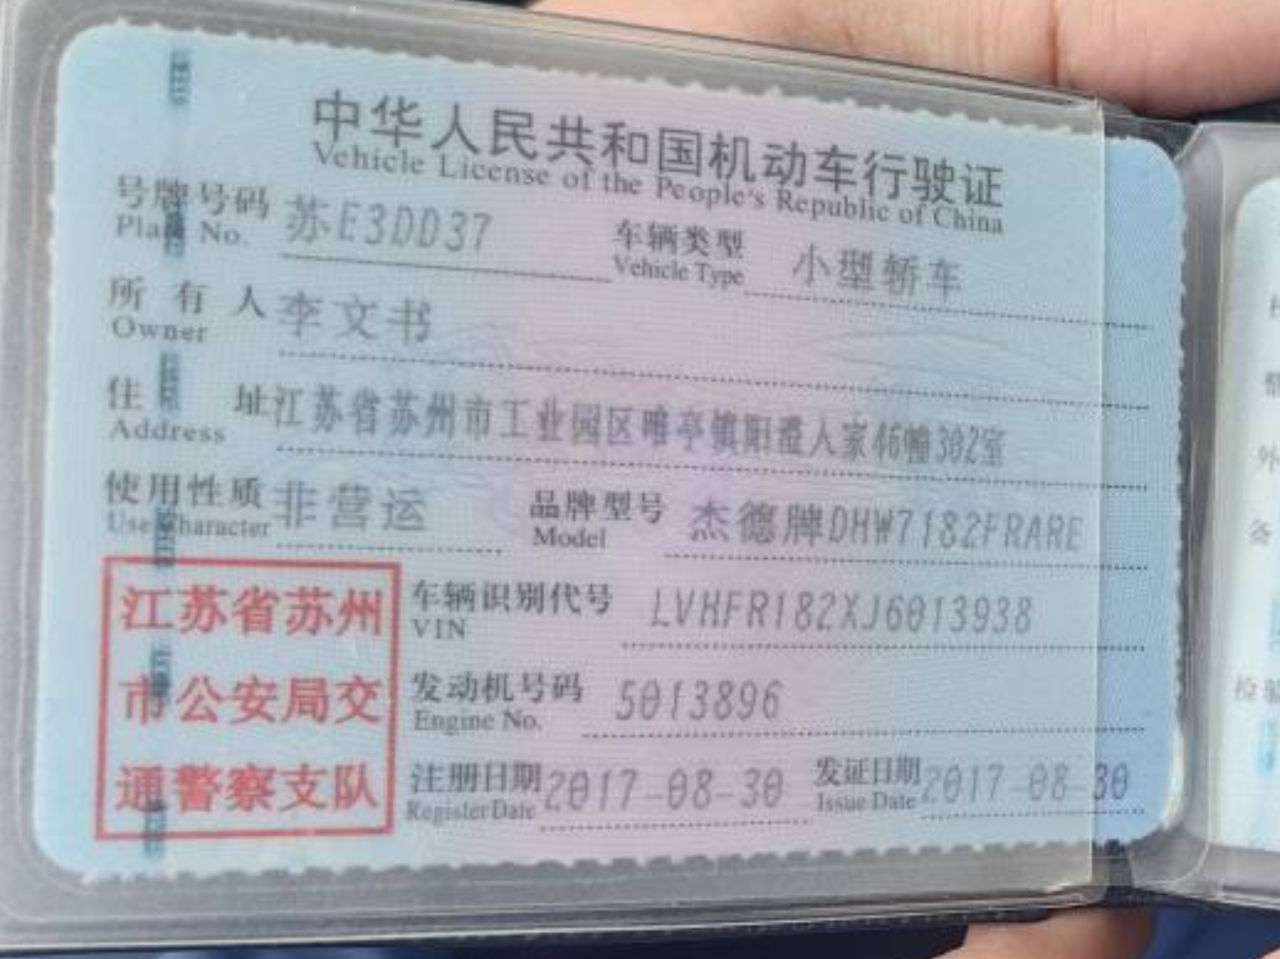 中华人民共和国机动车行驶证
Vehicle License of the People's Republic of China
号牌号码 苏E3DD37 车辆类型 小型轿车
Plate No. Vehicle Type
所有人 李文书
Owner
住址 江苏省苏州市工业园区唯亭镇阳澄人家46幢302室
Address
使用性质 非营运 品牌型号 杰德牌DHW7182FRARE
Use Character Model
江苏省苏州
市公安局交
通警察支队
车辆识别代号 LVHFR182XJ6013938
VIN
发动机号码 5013896
Engine No.
注册日期 2017-08-30 发证日期 2017-08-30
Register Date Issue Date
外
检验